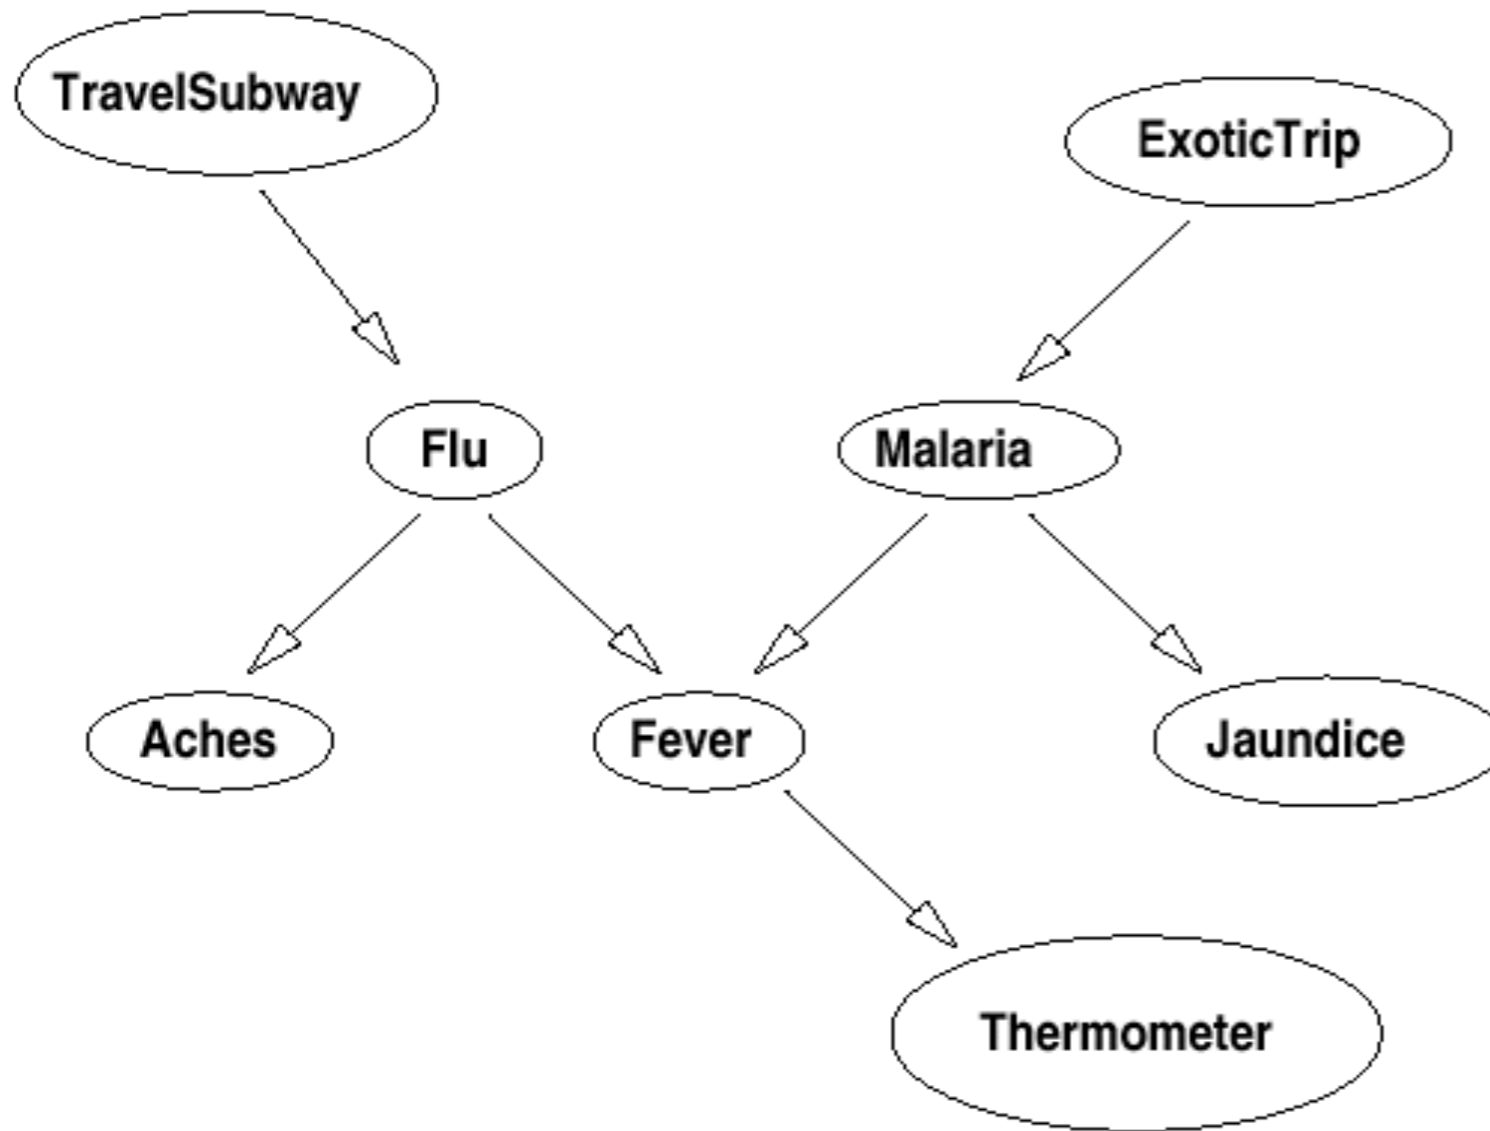 TravelSubway
ExoticTrip
Flu
Malaria
Aches
Fever
Jaundice
Thermometer